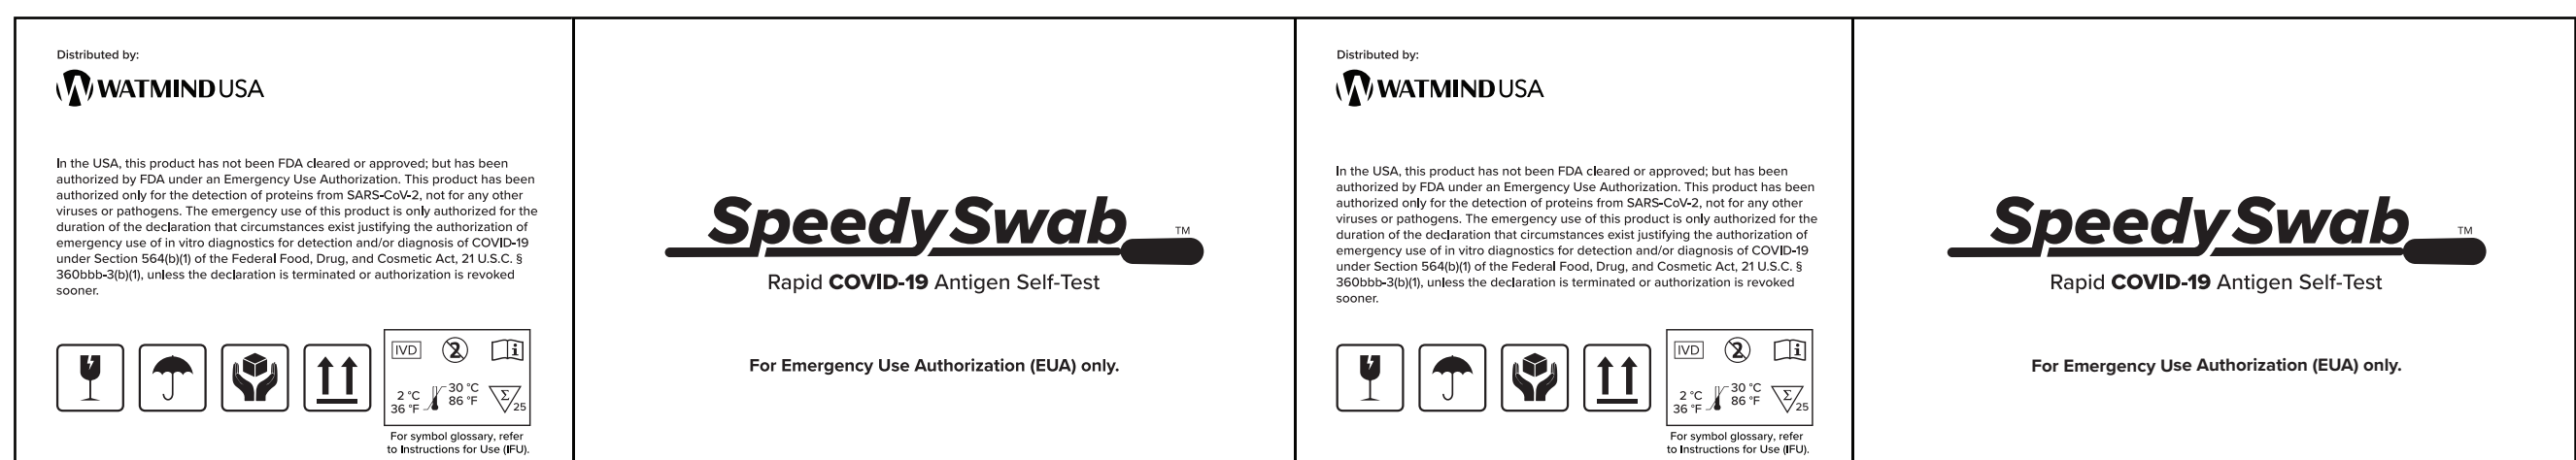 Distributed by:
WATMIND USA
In the USA, this product has not been FDA cleared or approved; but has been
authorized by FDA under an Emergency Use Authorization. This product has been
authorized only for the detection of proteins from SARS-CoV-2, not for any other
viruses or pathogens. The emergency use of this product is only authorized for the
duration of the declaration that circumstances exist justifying the authorization of
emergency use of in vitro diagnostics for detection and/or diagnosis of COVID-19
under Section 564(b)(1) of the Federal Food, Drug, and Cosmetic Act, 21 U.S.C. §
360bbb-3(b)(1), unless the declaration is terminated or authorization is revoked
sooner.
IVD 2 i
2 °C 30 °C
36 °F 86 °F Σ 25
For symbol glossary, refer
to Instructions for Use (IFU).
SpeedySwab ™
Rapid COVID-19 Antigen Self-Test
For Emergency Use Authorization (EUA) only.
Distributed by:
WATMIND USA
In the USA, this product has not been FDA cleared or approved; but has been
authorized by FDA under an Emergency Use Authorization. This product has been
authorized only for the detection of proteins from SARS-CoV-2, not for any other
viruses or pathogens. The emergency use of this product is only authorized for the
duration of the declaration that circumstances exist justifying the authorization of
emergency use of in vitro diagnostics for detection and/or diagnosis of COVID-19
under Section 564(b)(1) of the Federal Food, Drug, and Cosmetic Act, 21 U.S.C. §
360bbb-3(b)(1), unless the declaration is terminated or authorization is revoked
sooner.
IVD 2 i
2 °C 30 °C
36 °F 86 °F Σ 25
For symbol glossary, refer
to Instructions for Use (IFU).
SpeedySwab ™
Rapid COVID-19 Antigen Self-Test
For Emergency Use Authorization (EUA) only.